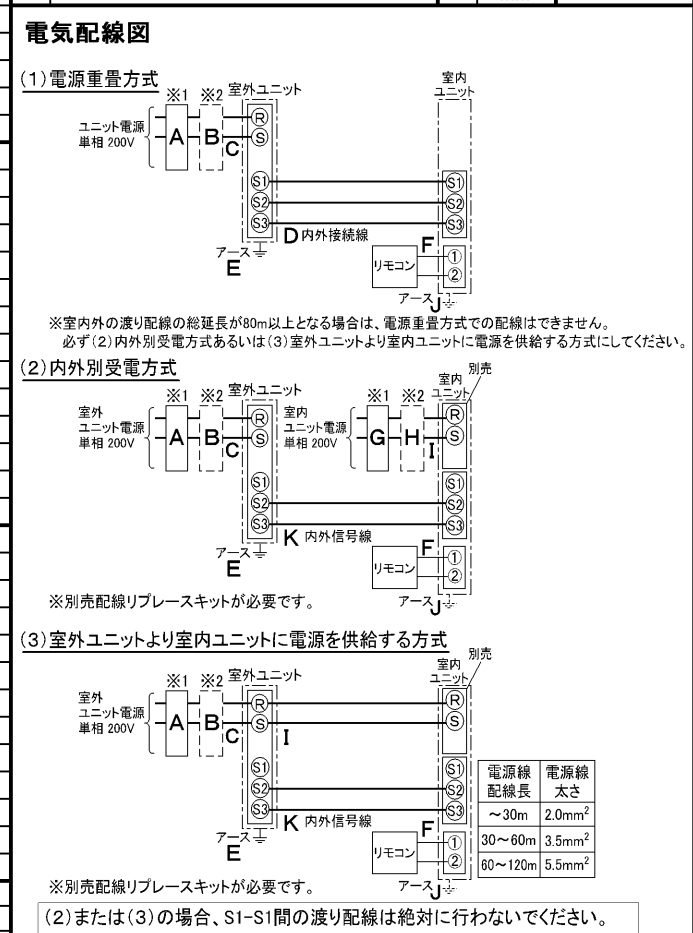 電気配線図
(1)電源重畳方式
※1 ※2 室外ユニット
室内
ユニット
ユニット電源
単相 200V
A B C
R
S
S1 S1
S2 S2
S3 S3
D 内外接続線
アース
E
リモコン
F
①
②
アース
J
※室内外の渡り配線の総延長が80m以上となる場合は、電源重畳方式での配線はできません。
必ず(2)内外別受電方式あるいは(3)室外ユニットより室内ユニットに電源を供給する方式にしてください。
(2)内外別受電方式
※1 ※2 室外ユニット
※1 ※2
室内
ユニット
別売
室外
ユニット電源
単相 200V
A B C
R
S
室内
ユニット電源
単相 200V
G H I
R
S
S1 S1
S2 S2
S3 S3
K 内外信号線
アース
E
リモコン
F
①
②
アース
J
※別売配線リプレースキットが必要です。
(3)室外ユニットより室内ユニットに電源を供給する方式
※1 ※2 室外ユニット
室内
ユニット
別売
室外
ユニット電源
単相 200V
A B C
R R
S S
I
S1 S1
S2 S2
S3 S3
K 内外信号線
アース
E
リモコン
F
①
②
アース
J
電源線 電源線
配線長 太さ
～30m 2.0mm²
30～60m 3.5mm²
60～120m 5.5mm²
※別売配線リプレースキットが必要です。
(2)または(3)の場合、S1-S1間の渡り配線は絶対に行わないでください。